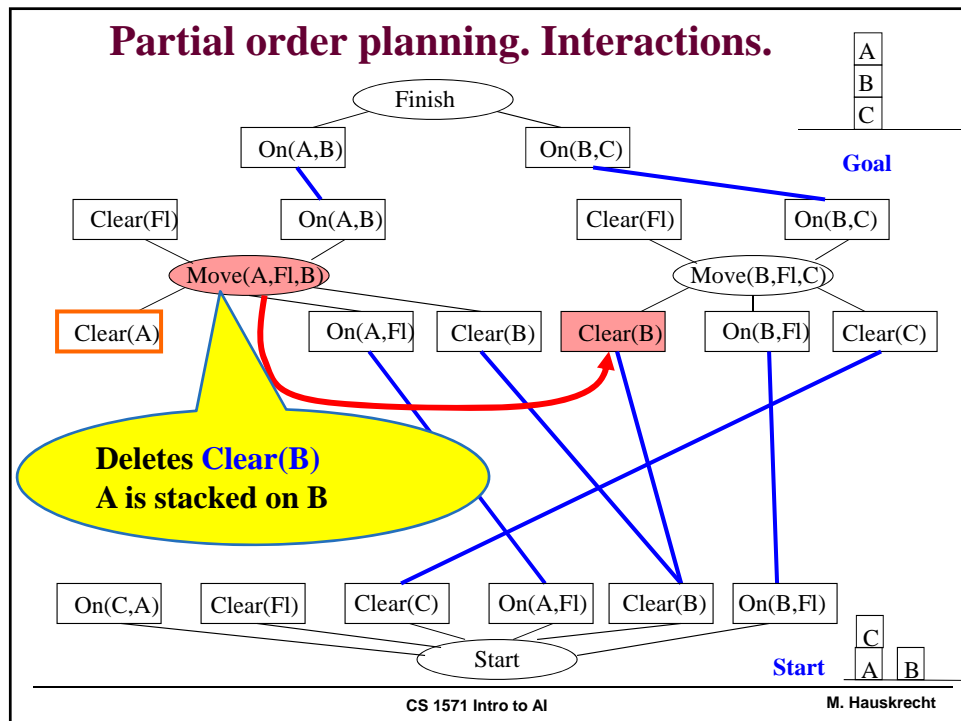 Partial order planning. Interactions.
A
B
C
Finish
On(A,B)
On(B,C)
Goal
Clear(Fl)
On(A,B)
Clear(Fl)
On(B,C)
Move(A,Fl,B)
Move(B,Fl,C)
Clear(A)
On(A,Fl)
Clear(B)
Clear(B)
On(B,Fl)
Clear(C)
Deletes Clear(B)
A is stacked on B
On(C,A)
Clear(Fl)
Clear(C)
On(A,Fl)
Clear(B)
On(B,Fl)
Start
Start
C
A
B
CS 1571 Intro to AI
M. Hauskrecht